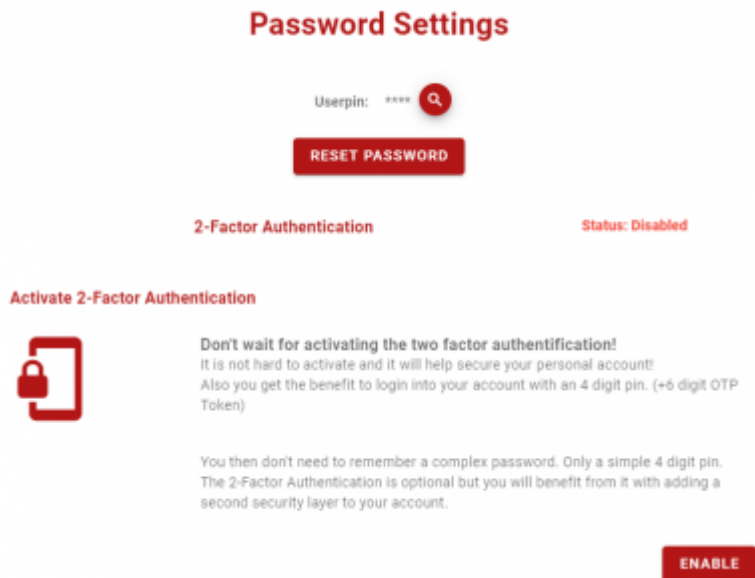 Password Settings
Userpin: ****
RESET PASSWORD
2-Factor Authentication
Status: Disabled
Activate 2-Factor Authentication
Don't wait for activating the two factor authentification!
It is not hard to activate and it will help secure your personal account!
Also you get the benefit to login into your account with an 4 digit pin. (+6 digit OTP
Token)
You then don't need to remember a complex password. Only a simple 4 digit pin.
The 2-Factor Authentication is optional but you will benefit from it with adding a
second security layer to your account.
ENABLE